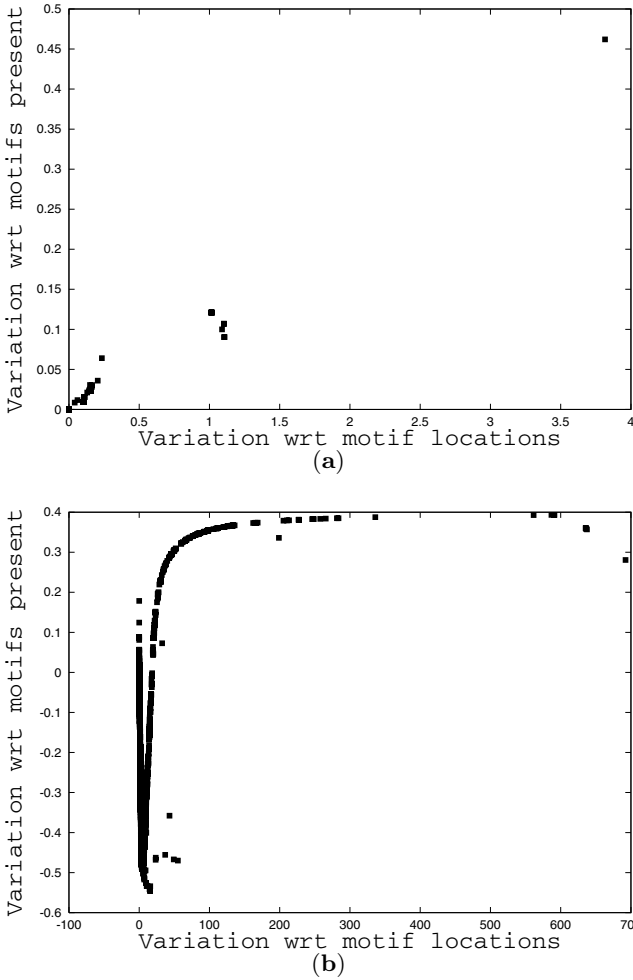 Variation wrt motifs present
0.5
0.45
0.4
0.35
0.3
0.25
0.2
0.15
0.1
0.05
0
0 0.5 1 1.5 2 2.5 3 3.5 4
Variation wrt motif locations
(a)
Variation wrt motifs present
0.4
0.3
0.2
0.1
0
-0.1
-0.2
-0.3
-0.4
-0.5
-0.6
-100 0 100 200 300 400 500 600 70
Variation wrt motif locations
(b)